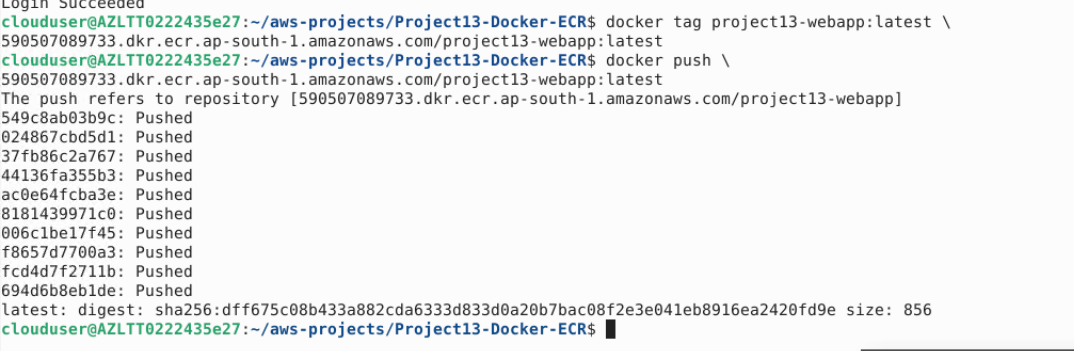 Login Succeeded
clouduser@AZLTT0222435e27:~/aws-projects/Project13-Docker-ECR$ docker tag project13-webapp:latest \
590507089733.dkr.ecr.ap-south-1.amazonaws.com/project13-webapp:latest
clouduser@AZLTT0222435e27:~/aws-projects/Project13-Docker-ECR$ docker push \
590507089733.dkr.ecr.ap-south-1.amazonaws.com/project13-webapp:latest
The push refers to repository [590507089733.dkr.ecr.ap-south-1.amazonaws.com/project13-webapp]
549c8ab03b9c: Pushed
024867cbd5d1: Pushed
37fb86c2a767: Pushed
44136fa355b3: Pushed
ac0e64fcba3e: Pushed
8181439971c0: Pushed
006c1be17f45: Pushed
f8657d7700a3: Pushed
fcd4d7f2711b: Pushed
694d6b8eb1de: Pushed
latest: digest: sha256:dff675c08b433a882cda6333d833d0a20b7bac08f2e3e041eb8916ea2420fd9e size: 856
clouduser@AZLTT0222435e27:~/aws-projects/Project13-Docker-ECR$